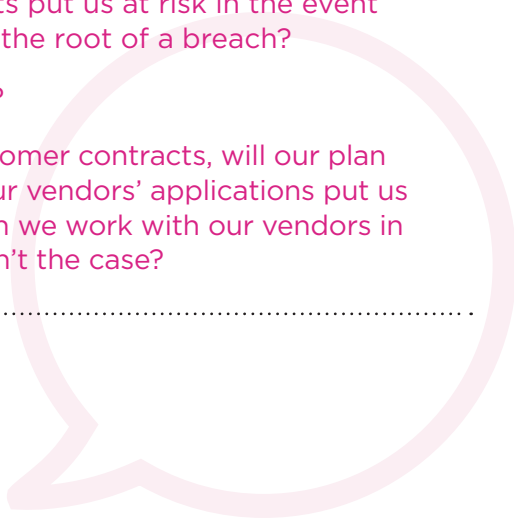 ts put us at risk in the event
the root of a breach?
?
omer contracts, will our plan
ur vendors’ applications put us
n we work with our vendors in
n’t the case?